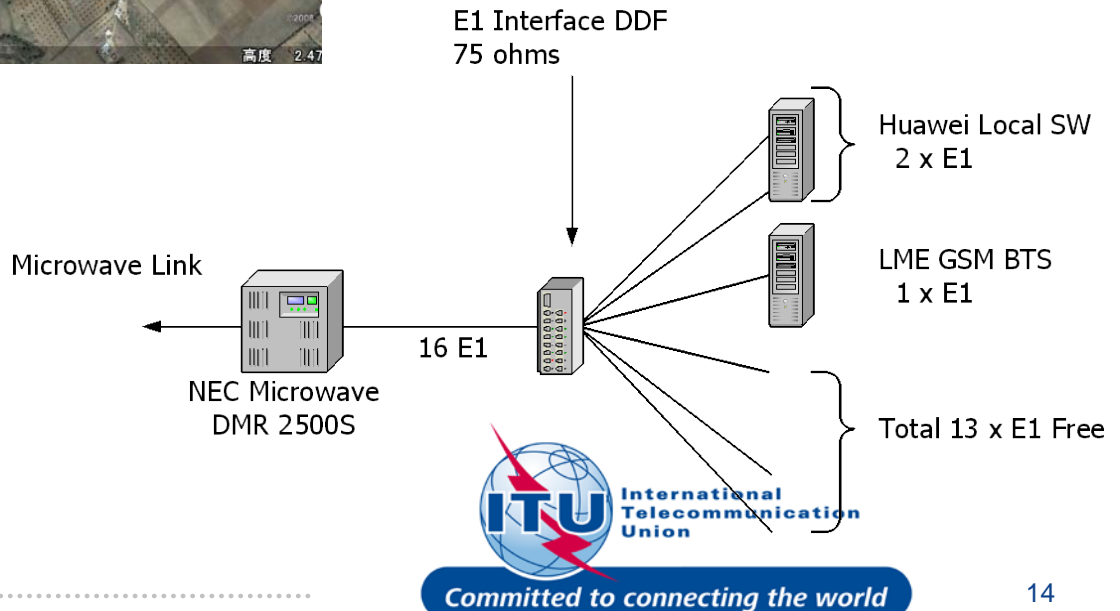 ©2008
高度 2.47
E1 Interface DDF
75 ohms
Huawei Local SW
2 x E1
Microwave Link
LME GSM BTS
1 x E1
16 E1
NEC Microwave
DMR 2500S
Total 13 x E1 Free
ITU
International
Telecommunication
Union
Committed to connecting the world
14